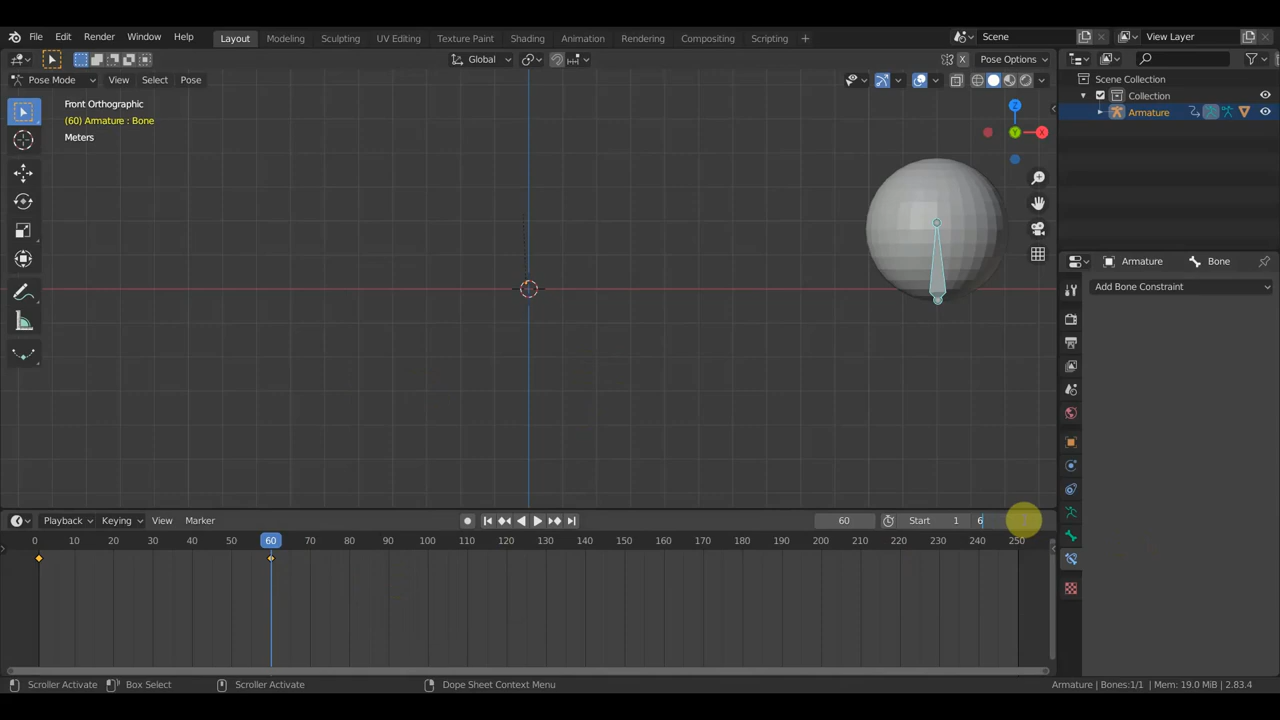 File Edit Render Window Help Layout Modeling Sculpting UV Editing Texture Paint Shading Animation Rendering Compositing Scripting + Scene View Layer
Global X Pose Options
Pose Mode View Select Pose
Scene Collection
Collection
Armature
Front Orthographic
(60) Armature : Bone
Meters
Z
Y
X
Armature Bone
Add Bone Constraint
Playback Keying View Marker 60 Start 1 6
0 10 20 30 40 50 60 70 80 90 100 110 120 130 140 150 160 170 180 190 200 210 220 230 240 250
Scroller Activate Box Select Scroller Activate Dope Sheet Context Menu Armature | Bones:1/1 | Mem: 19.0 MiB | 2.83.4